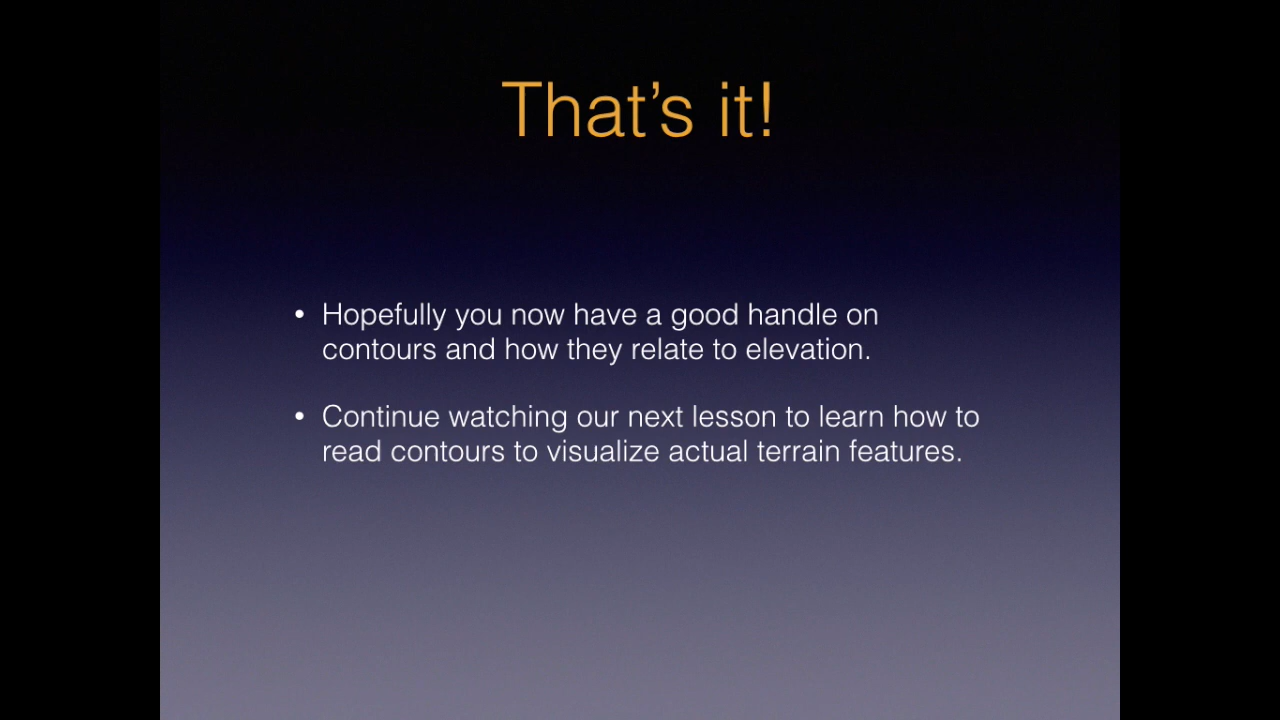 That’s it!
• Hopefully you now have a good handle on
contours and how they relate to elevation.
• Continue watching our next lesson to learn how to
read contours to visualize actual terrain features.